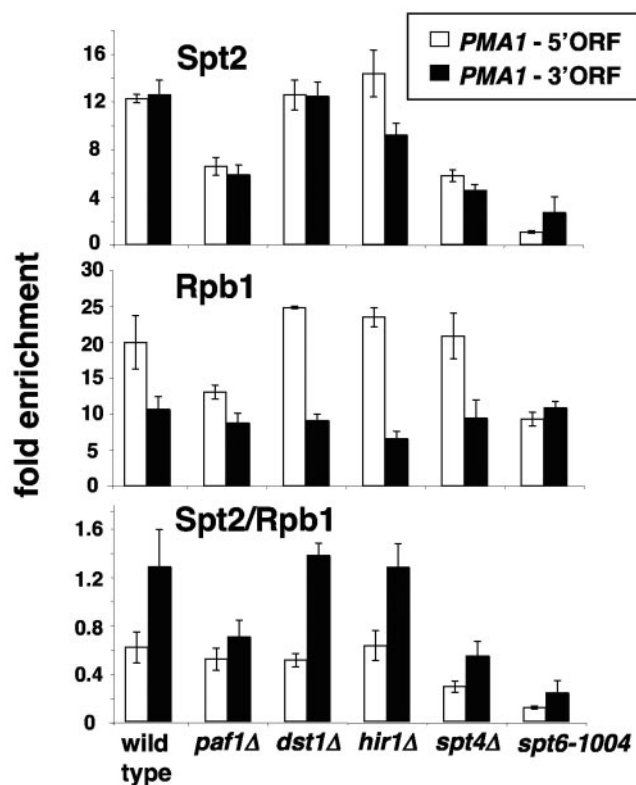 PMA1 - 5'ORF
PMA1 - 3'ORF
Spt2
16
12
8
4
0
Rpb1
30
25
20
15
10
5
0
Spt2/Rpb1
1.6
1.2
0.8
0.4
0
fold enrichment
wild type
paf1Δ
dst1Δ
hir1Δ
spt4Δ
spt6-1004